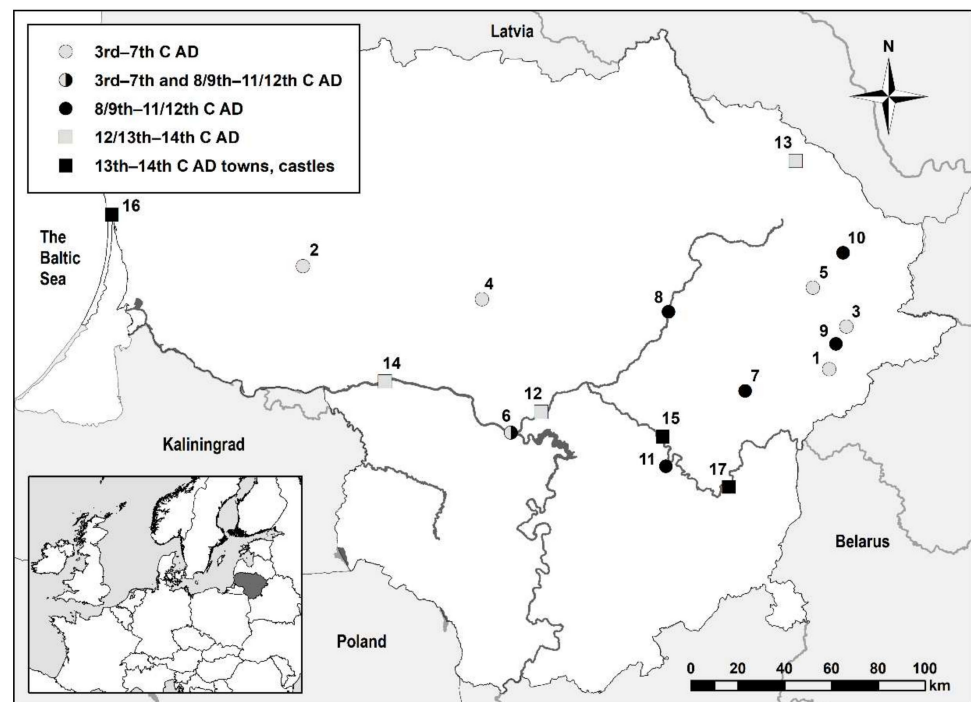 Latvia
3rd–7th C AD
3rd–7th and 8/9th–11/12th C AD
8/9th–11/12th C AD
12/13th–14th C AD
13th–14th C AD towns, castles
N
13
16
The
Baltic
Sea
2
10
5
4
8
3
9
1
14
7
12
6
15
Kaliningrad
11
17
Belarus
Poland
0 20 40 60 80 100
km